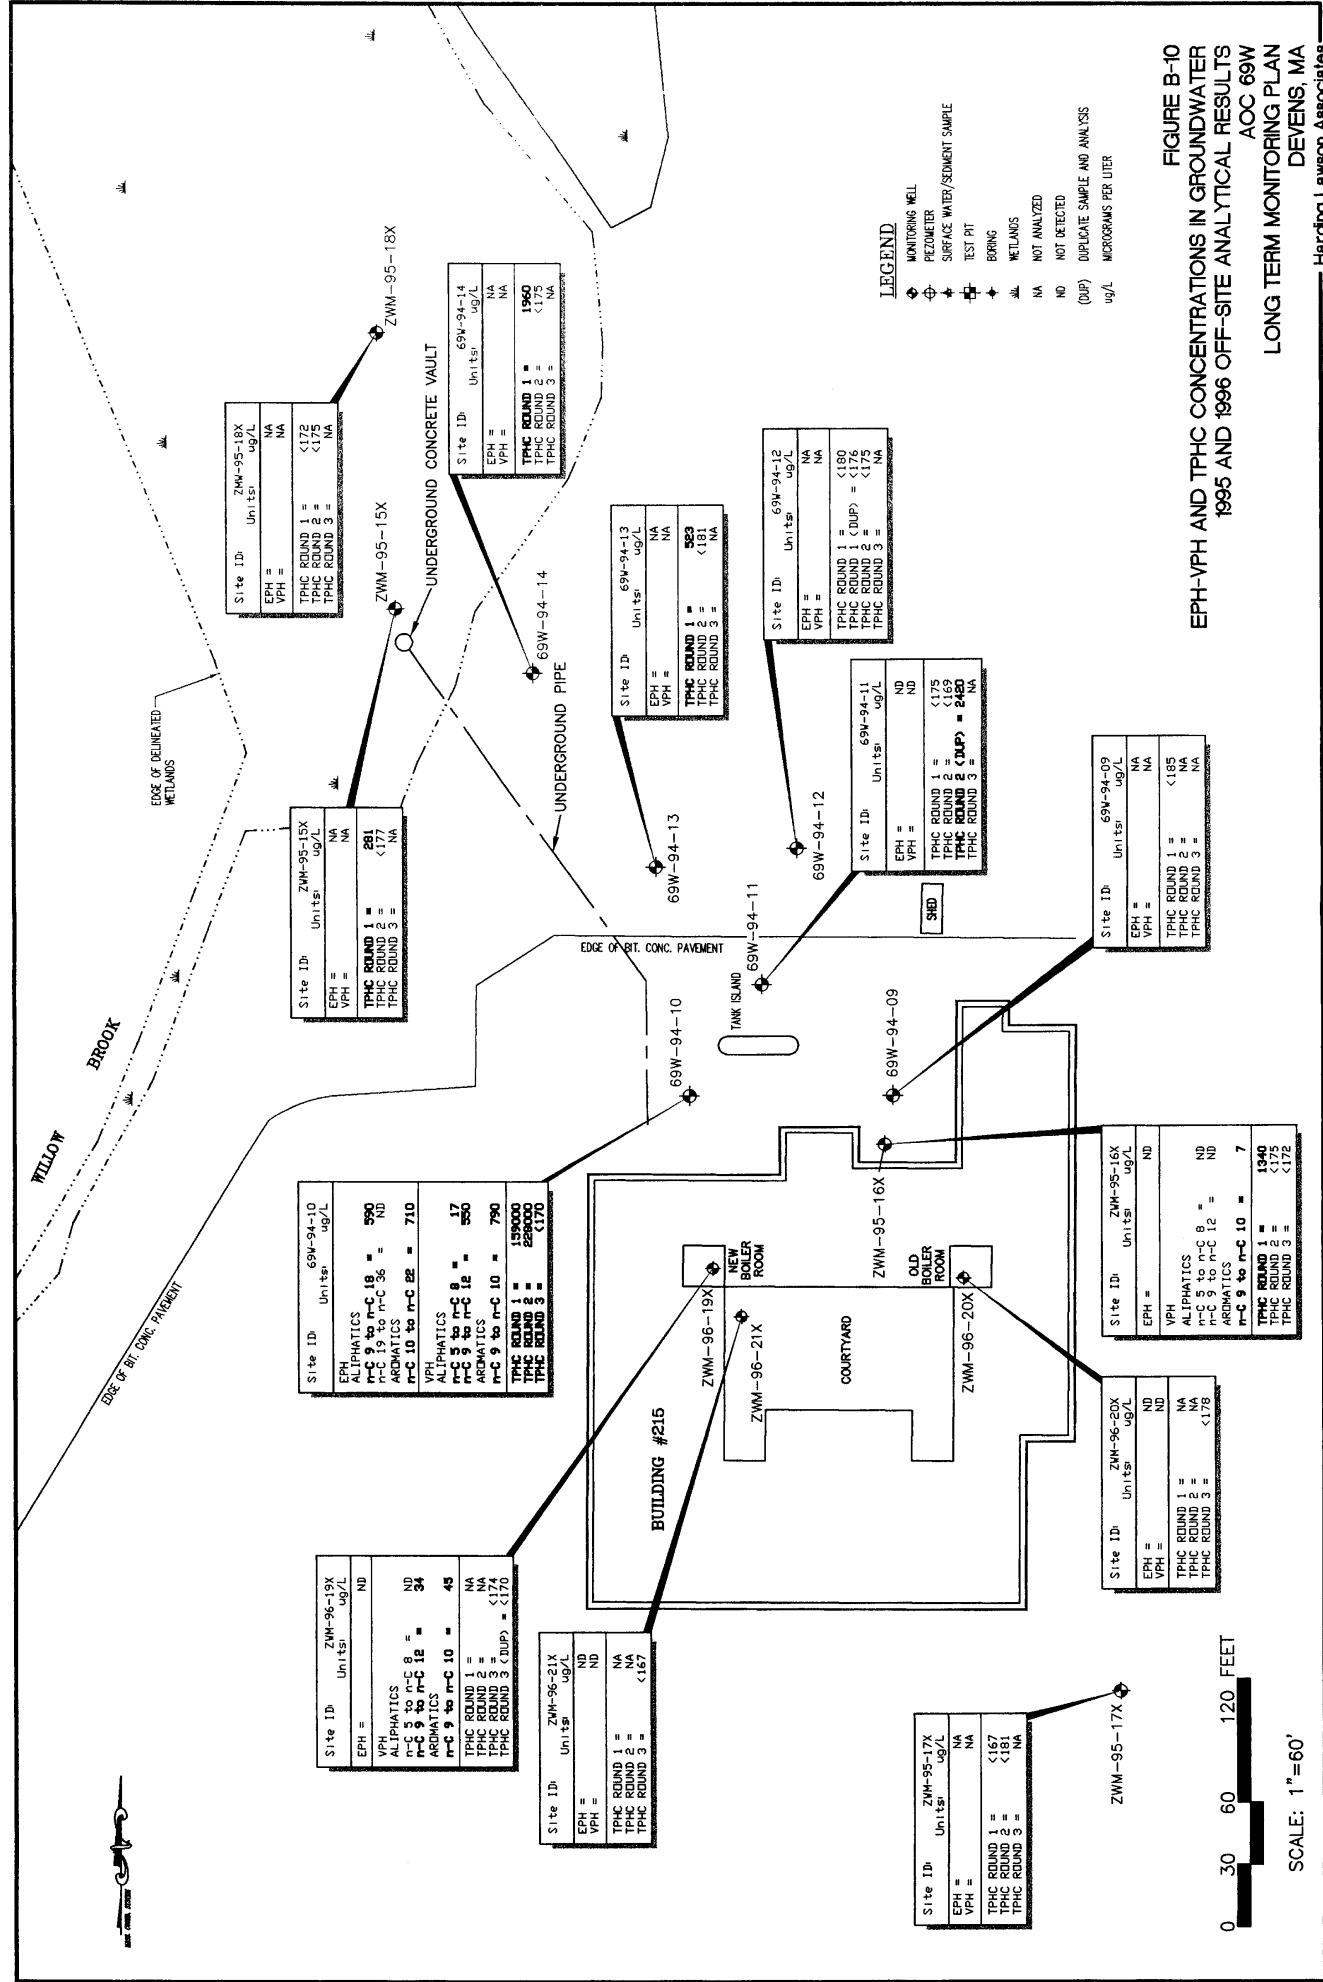 WILLOW
BROOK
EDGE OF DELINEATED
WETLANDS
EDGE OF BIT. CONC. PAVEMENT
Site ID: ZWM-96-19X
Units: ug/L
EPH = ND
VPH
ALIPHATICS
n-C 5 to n-C 8 = ND
n-C 9 to n-C 12 = 34
AROMATICS
n-C 9 to n-C 10 = 45
TPHC ROUND 1 = NA
TPHC ROUND 2 = NA
TPHC ROUND 3 = <174
TPHC ROUND 3 (DUP) = <170
Site ID: 69W-94-10
Units: ug/L
EPH
ALIPHATICS
n-C 9 to n-C 18 = 590
n-C 19 to n-C 36 = ND
AROMATICS
n-C 10 to n-C 22 = 710
VPH
ALIPHATICS
n-C 5 to n-C 8 = 17
n-C 9 to n-C 12 = 550
AROMATICS
n-C 9 to n-C 10 = 790
TPHC ROUND 1 = 159000
TPHC ROUND 2 = 228000
TPHC ROUND 3 = <170
Site ID: ZWM-95-15X
Units: ug/L
EPH = NA
VPH = NA
TPHC ROUND 1 = 281
TPHC ROUND 2 = <177
TPHC ROUND 3 = NA
Site ID: ZMW-95-18X
Units: ug/L
EPH = NA
VPH = NA
TPHC ROUND 1 = <172
TPHC ROUND 2 = <175
TPHC ROUND 3 = NA
ZWM-95-18X
ZWM-95-15X
UNDERGROUND CONCRETE VAULT
Site ID: 69W-94-14
Units: ug/L
EPH = NA
VPH = NA
TPHC ROUND 1 = 1960
TPHC ROUND 2 = <175
TPHC ROUND 3 = NA
69W-94-14
UNDERGROUND PIPE
Site ID: ZWM-96-21X
Units: ug/L
EPH = ND
VPH = ND
TPHC ROUND 1 = NA
TPHC ROUND 2 = NA
TPHC ROUND 3 = <167
BUILDING #215
ZWM-96-19X
NEW
BOILER
ROOM
ZWM-96-21X
COURTYARD
OLD
BOILER
ROOM
ZWM-96-20X
ZWM-95-16X
69W-94-10
EDGE OF BIT. CONC. PAVEMENT
TANK ISLAND
69W-94-11
69W-94-09
69W-94-13
69W-94-12
SHED
Site ID: 69W-94-13
Units: ug/L
EPH = NA
VPH = NA
TPHC ROUND 1 = 523
TPHC ROUND 2 = <181
TPHC ROUND 3 = NA
Site ID: 69W-94-12
Units: ug/L
EPH = NA
VPH = NA
TPHC ROUND 1 = <180
TPHC ROUND 1 (DUP) = <176
TPHC ROUND 2 = <175
TPHC ROUND 3 = NA
Site ID: 69W-94-11
Units: ug/L
EPH = ND
VPH = ND
TPHC ROUND 1 = <175
TPHC ROUND 2 = <169
TPHC ROUND 2 (DUP) = 2420
TPHC ROUND 3 = NA
Site ID: 69W-94-09
Units: ug/L
EPH = NA
VPH = NA
TPHC ROUND 1 = <185
TPHC ROUND 2 = NA
TPHC ROUND 3 = NA
Site ID: ZWM-95-16X
Units: ug/L
EPH = ND
VPH
ALIPHATICS
n-C 5 to n-C 8 = ND
n-C 9 to n-C 12 = ND
AROMATICS
n-C 9 to n-C 10 = 7
TPHC ROUND 1 = 1340
TPHC ROUND 2 = <175
TPHC ROUND 3 = <172
Site ID: ZWM-96-20X
Units: ug/L
EPH = ND
VPH = ND
TPHC ROUND 1 = NA
TPHC ROUND 2 = NA
TPHC ROUND 3 = <178
Site ID: ZWM-95-17X
Units: ug/L
EPH = NA
VPH = NA
TPHC ROUND 1 = <167
TPHC ROUND 2 = <181
TPHC ROUND 3 = NA
ZWM-95-17X
0 30 60 120 FEET
SCALE: 1"=60'
LEGEND
MONITORING WELL
PIEZOMETER
SURFACE WATER/SEDIMENT SAMPLE
TEST PIT
BORING
WETLANDS
NA NOT ANALYZED
ND NOT DETECTED
(DUP) DUPLICATE SAMPLE AND ANALYSIS
ug/L MICROGRAMS PER LITER
FIGURE B-10
EPH-VPH AND TPHC CONCENTRATIONS IN GROUNDWATER
1995 AND 1996 OFF-SITE ANALYTICAL RESULTS
AOC 69W
LONG TERM MONITORING PLAN
DEVENS, MA
Harding Lawson Associates